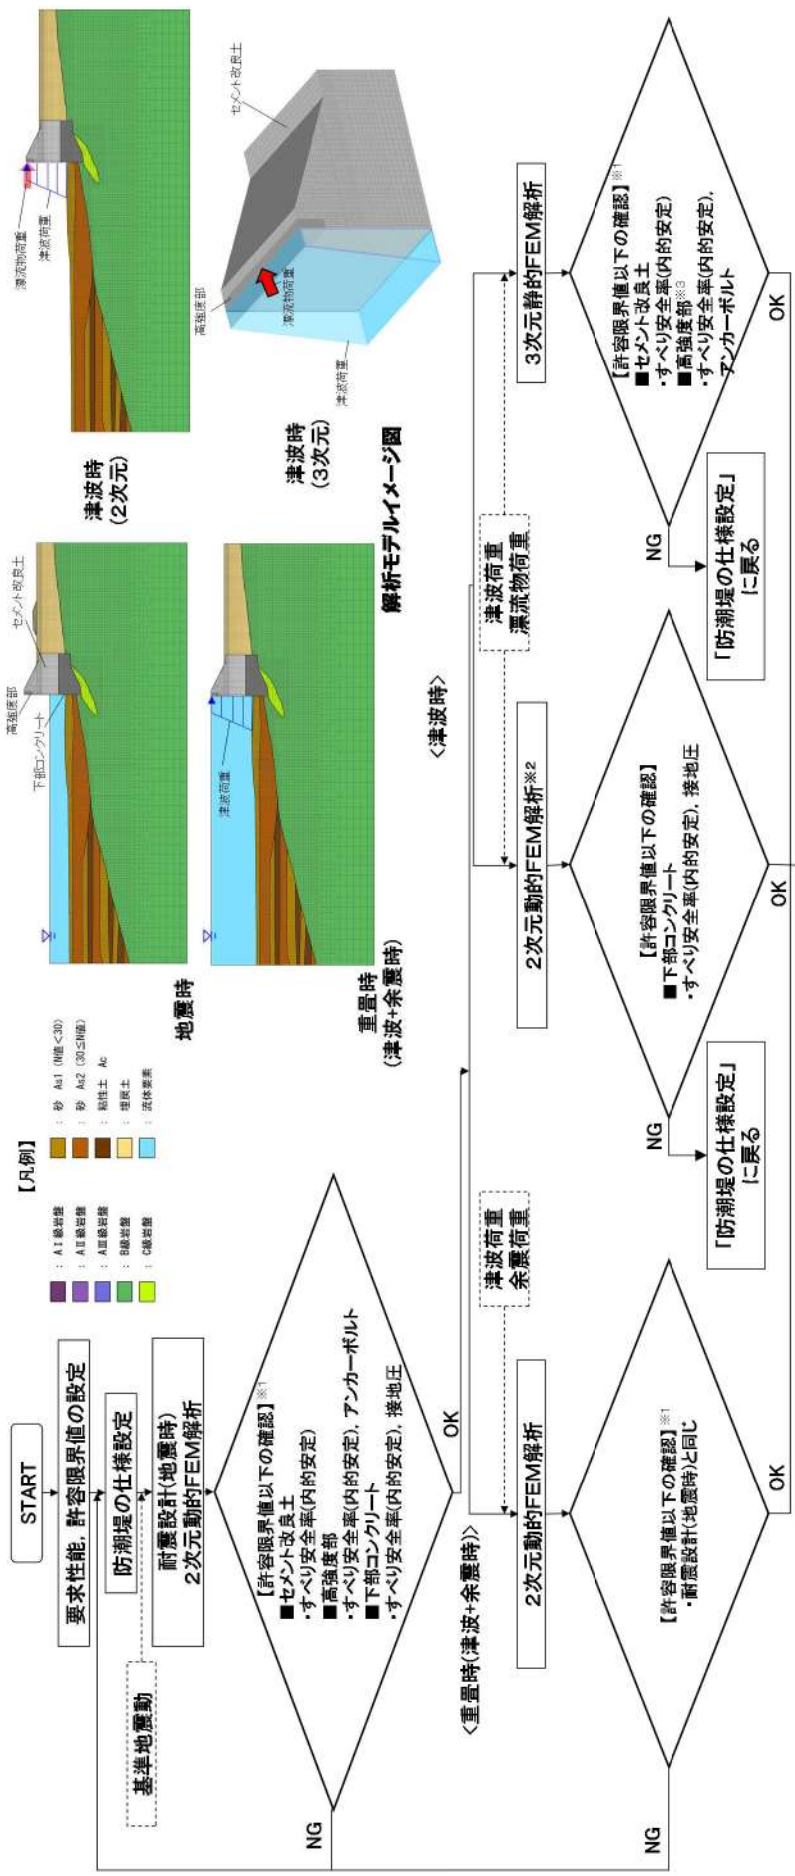 START
要求性能，許容限界値の設定
防潮堤の仕様設定
基準地震動
耐震設計(地震時)
2次元動的FEM解析
【許容限界値以下の確認】※1
■セメント改良土
・すべり安全率(内的安定)
■高強度部
・すべり安全率(内的安定)，アンカーボルト
■下部コンクリート
・すべり安全率(内的安定)，接地圧
NG
OK
【凡例】
： AⅠ級岩盤
： AⅡ級岩盤
： AⅢ級岩盤
： B級岩盤
： C級岩盤
： 砂 As1 (N値<30)
： 砂 As2 (30≦N値)
： 粘性土 Ac
： 埋戻土
： 流体要素
高強度部
セメント改良土
下部コンクリート
地震時
津波荷重
重畳時
(津波+余震時)
漂流物荷重
津波荷重
津波時
(2次元)
セメント改良土
高強度部
漂流物荷重
津波荷重
津波時
(3次元)
解析モデルイメージ図
<重畳時(津波+余震時)>
<津波時>
津波荷重
余震荷重
津波荷重
漂流物荷重
2次元動的FEM解析
【許容限界値以下の確認】※1
・耐震設計(地震時)と同じ
NG
OK
2次元動的FEM解析※2
【許容限界値以下の確認】
■下部コンクリート
・すべり安全率(内的安定)，接地圧
NG
「防潮堤の仕様設定」
に戻る
OK
3次元静的FEM解析
【許容限界値以下の確認】※1
■セメント改良土
・すべり安全率(内的安定)
■高強度部※3
・すべり安全率(内的安定)，
アンカーボルト
NG
「防潮堤の仕様設定」
に戻る
OK